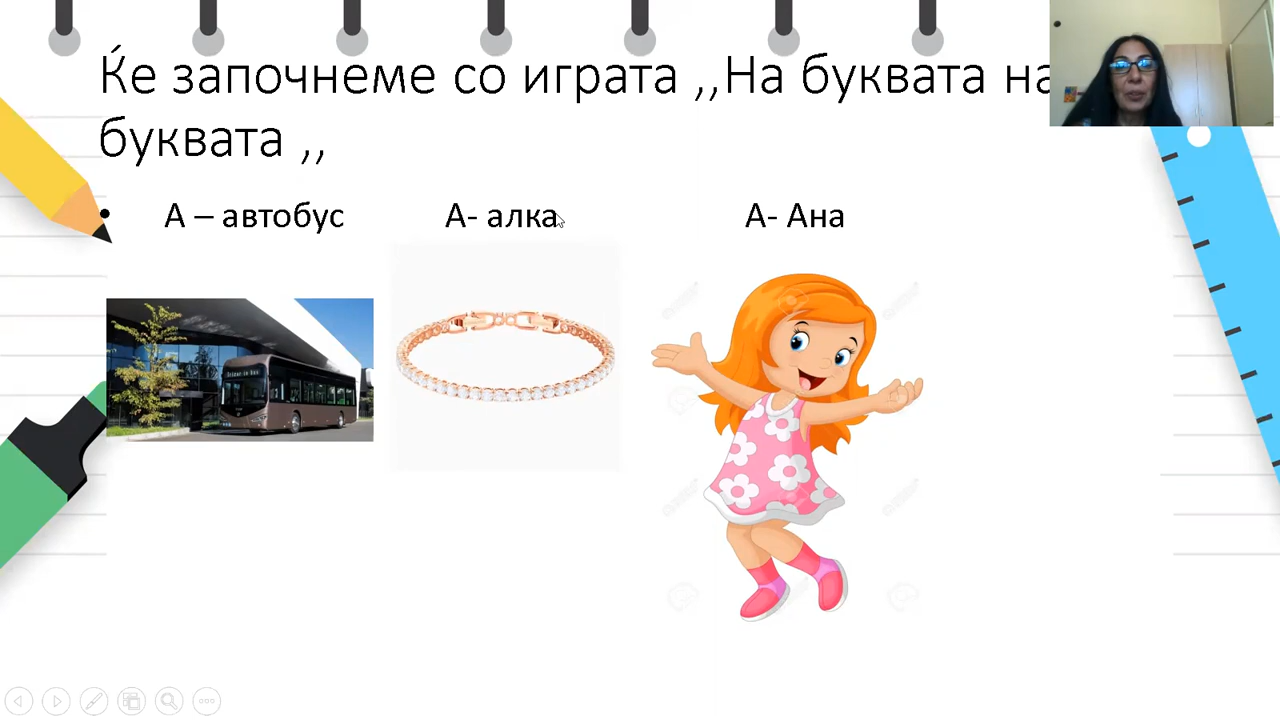 Ќе започнеме со играта ,,На буквата на
буквата ,,
• А – автобус А- алка А- Ана